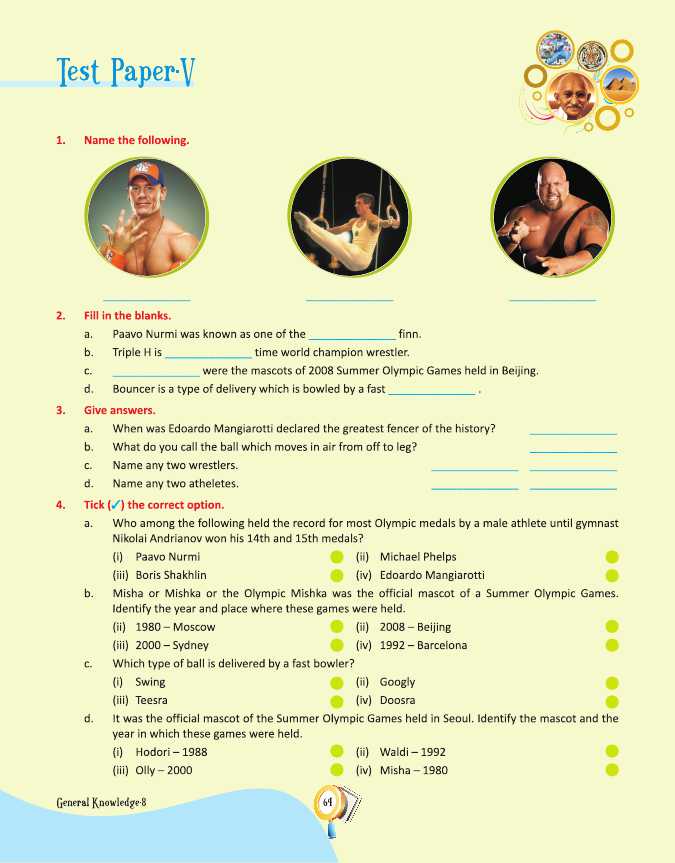 Test Paper-V
1. Name the following.
2. Fill in the blanks.
a. Paavo Nurmi was known as one of the ______________ finn.
b. Triple H is ______________ time world champion wrestler.
c. ______________ were the mascots of 2008 Summer Olympic Games held in Beijing.
d. Bouncer is a type of delivery which is bowled by a fast ______________ .
3. Give answers.
a. When was Edoardo Mangiarotti declared the greatest fencer of the history? ______________
b. What do you call the ball which moves in air from off to leg? ______________
c. Name any two wrestlers. ______________ ______________
d. Name any two atheletes. ______________ ______________
4. Tick (✓) the correct option.
a. Who among the following held the record for most Olympic medals by a male athlete until gymnast
Nikolai Andrianov won his 14th and 15th medals?
(i) Paavo Nurmi (ii) Michael Phelps
(iii) Boris Shakhlin (iv) Edoardo Mangiarotti
b. Misha or Mishka or the Olympic Mishka was the official mascot of a Summer Olympic Games.
Identify the year and place where these games were held.
(ii) 1980 – Moscow (ii) 2008 – Beijing
(iii) 2000 – Sydney (iv) 1992 – Barcelona
c. Which type of ball is delivered by a fast bowler?
(i) Swing (ii) Googly
(iii) Teesra (iv) Doosra
d. It was the official mascot of the Summer Olympic Games held in Seoul. Identify the mascot and the
year in which these games were held.
(i) Hodori – 1988 (ii) Waldi – 1992
(iii) Olly – 2000 (iv) Misha – 1980
General Knowledge-8
64